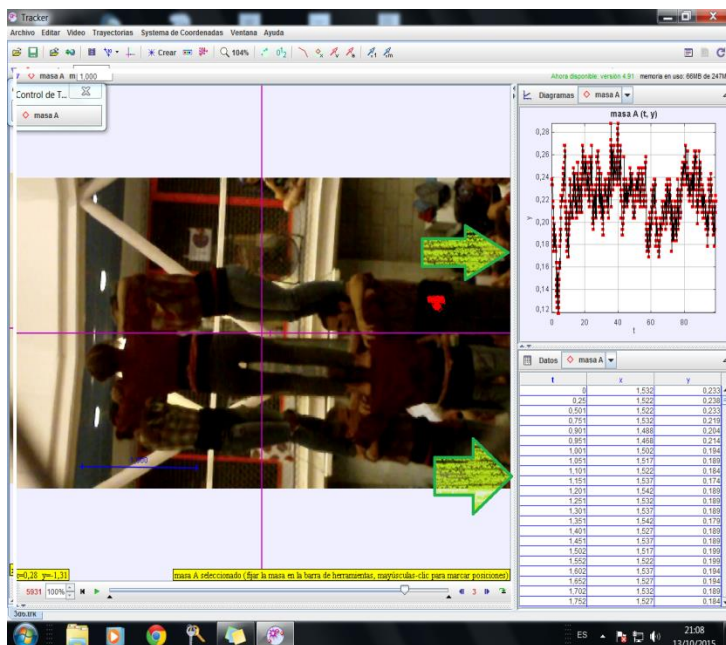 Tracker
Archivo Editar Video Trayectorias Systema de Coordenadas Ventana Ayuda
Crear 104%
masa A m 1,000
Ahora disponible: versión 4.91 memoria en uso: 66MB de 247M
Control de T...
masa A
Diagramas masa A
masa A (t, y)
0,28
0,26
0,24
0,22
y
0,20
0,18
0,16
0,14
0,12
0 20 40 60 80
t
Datos masa A
t x y
0 1,532 0,233
0,25 1,522 0,238
0,501 1,522 0,233
0,751 1,532 0,219
0,901 1,488 0,204
0,951 1,468 0,214
1,001 1,502 0,194
1,051 1,517 0,189
1,101 1,522 0,184
1,151 1,537 0,174
1,201 1,542 0,189
1,251 1,532 0,189
1,301 1,537 0,189
1,351 1,542 0,179
1,401 1,527 0,189
1,451 1,537 0,189
1,502 1,517 0,199
1,552 1,522 0,199
1,602 1,537 0,194
1,652 1,527 0,194
1,702 1,532 0,189
1,752 1,527 0,184
=0,28 y=-1,31
masa A seleccionado (fijar la masa en la barra de herramientas, mayúsculas-clic para marcar posiciones)
5931 100% 3
ES
21:08
13/10/2015